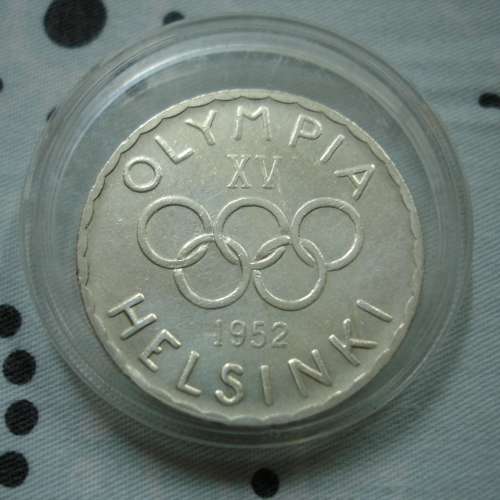 OLYMPIA
XV
1952
HELSINKI